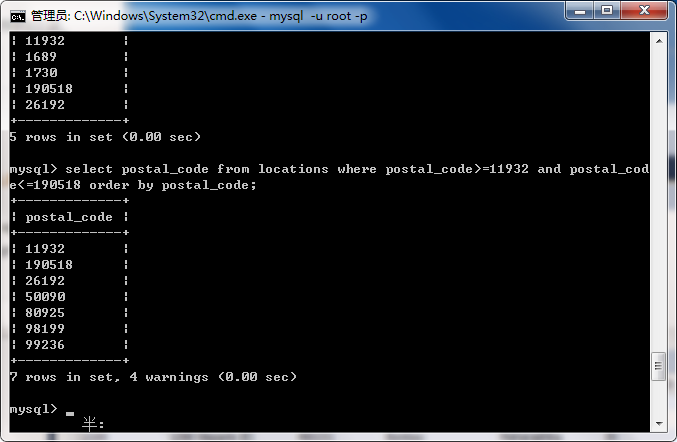 管理员: C:\Windows\System32\cmd.exe - mysql  -u root -p
| 11932       |
| 1689        |
| 1730        |
| 190518      |
| 26192       |
+-------------+
5 rows in set (0.00 sec)
mysql> select postal_code from locations where postal_code>=11932 and postal_cod
e<=190518 order by postal_code;
+-------------+
| postal_code |
+-------------+
| 11932       |
| 190518      |
| 26192       |
| 50090       |
| 80925       |
| 98199       |
| 99236       |
+-------------+
7 rows in set, 4 warnings (0.00 sec)
mysql> _
半: